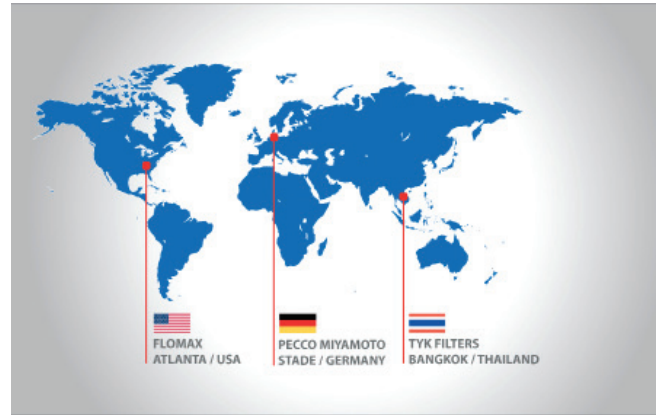 FLOMAX
ATLANTA / USA
PECCO MIYAMOTO
STADE / GERMANY
TYK FILTERS
BANGKOK / THAILAND